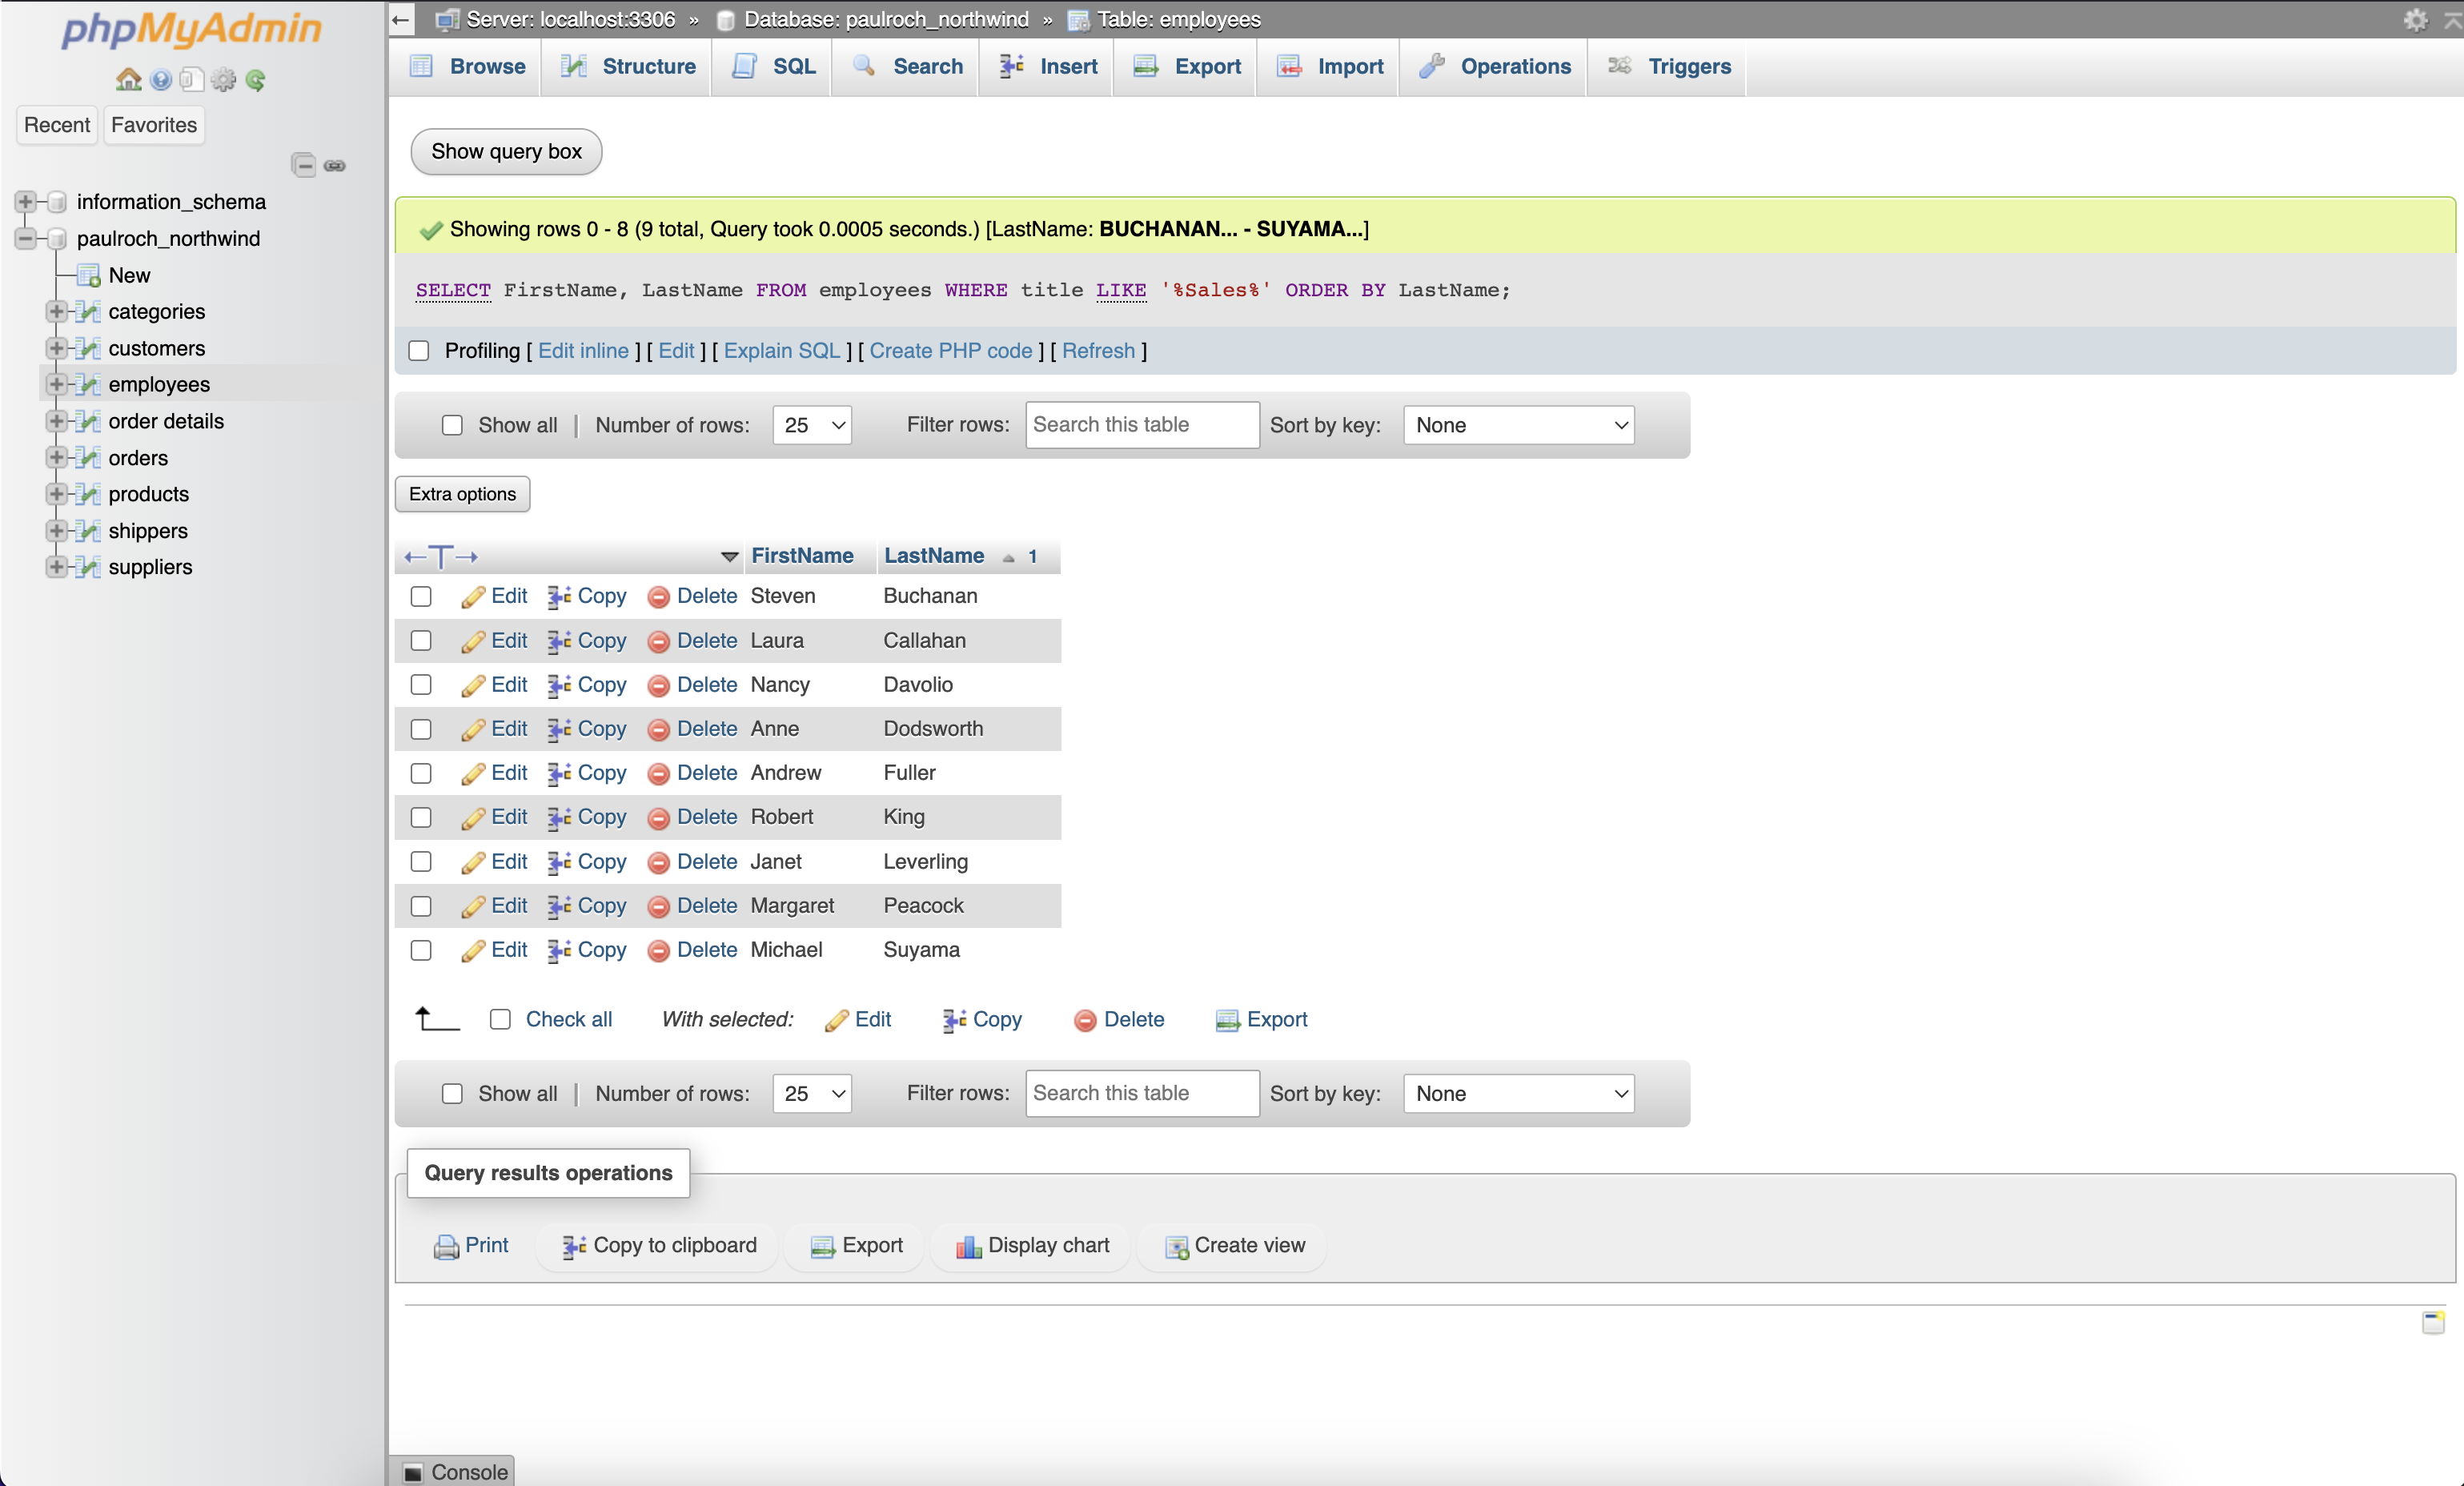 phpMyAdmin
Recent Favorites
information_schema
paulroch_northwind
New
categories
customers
employees
order details
orders
products
shippers
suppliers
Server: localhost:3306 » Database: paulroch_northwind » Table: employees
Browse Structure SQL Search Insert Export Import Operations Triggers
Show query box
Showing rows 0 - 8 (9 total, Query took 0.0005 seconds.) [LastName: BUCHANAN... - SUYAMA...]
SELECT FirstName, LastName FROM employees WHERE title LIKE '%Sales%' ORDER BY LastName;
Profiling [ Edit inline ] [ Edit ] [ Explain SQL ] [ Create PHP code ] [ Refresh ]
Show all | Number of rows: 25 Filter rows: Search this table Sort by key: None
Extra options
←T→ FirstName LastName 1
Edit Copy Delete Steven Buchanan
Edit Copy Delete Laura Callahan
Edit Copy Delete Nancy Davolio
Edit Copy Delete Anne Dodsworth
Edit Copy Delete Andrew Fuller
Edit Copy Delete Robert King
Edit Copy Delete Janet Leverling
Edit Copy Delete Margaret Peacock
Edit Copy Delete Michael Suyama
Check all With selected: Edit Copy Delete Export
Show all | Number of rows: 25 Filter rows: Search this table Sort by key: None
Query results operations
Print Copy to clipboard Export Display chart Create view
Console